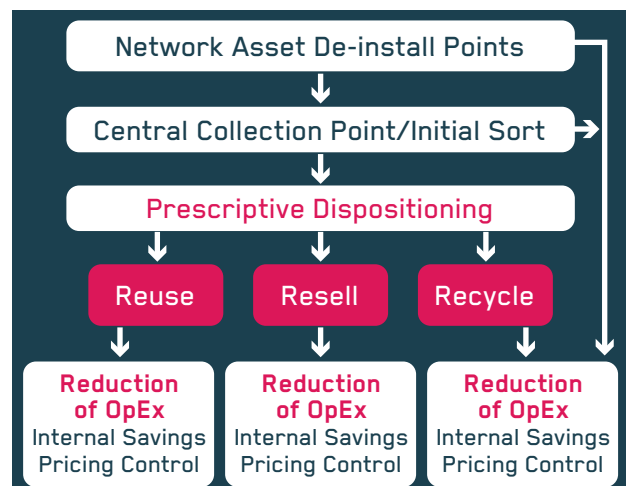 Network Asset De-install Points
Central Collection Point/Initial Sort
Prescriptive Dispositioning
Reuse
Resell
Recycle
Reduction
of OpEx
Internal Savings
Pricing Control
Reduction
of OpEx
Internal Savings
Pricing Control
Reduction
of OpEx
Internal Savings
Pricing Control